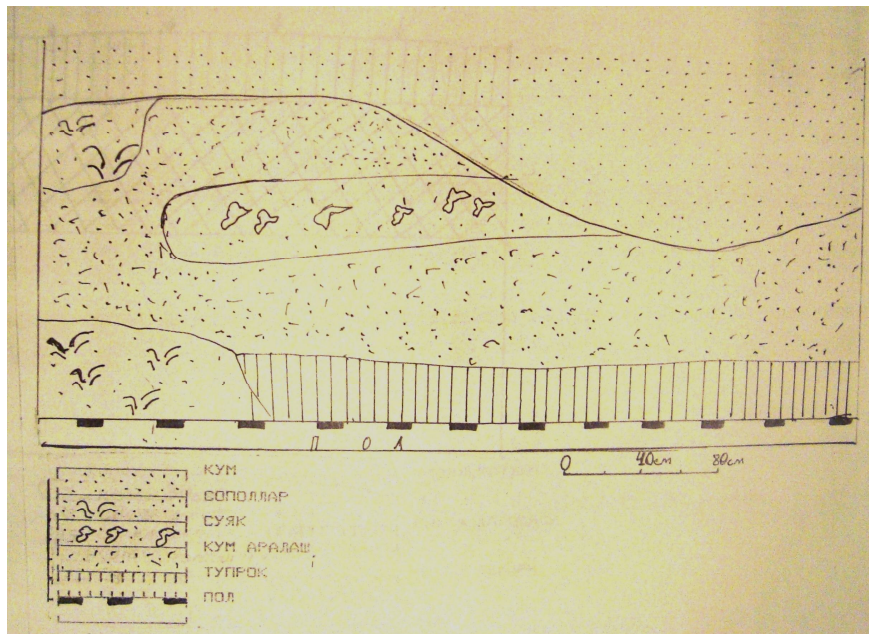 П О Л
0 40см 80см
КУМ
СОПОЛЛАР
СУЯК
КУМ АРАЛАШ
ТУПРОК
ПОЛ